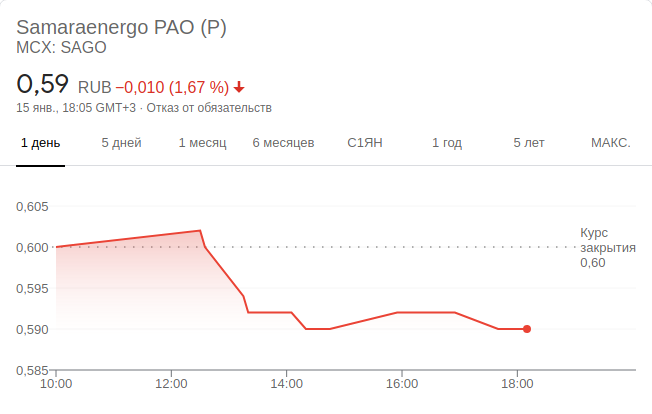 Samaraenergo PAO (P)
MCX: SAGO
0,59 RUB −0,010 (1,67 %)
15 янв., 18:05 GMT+3 · Отказ от обязательств
1 день 5 дней 1 месяц 6 месяцев С1ЯН 1 год 5 лет МАКС.
0,605
Курс
0,600 закрытия
0,60
0,595
0,590
0,585
10:00 12:00 14:00 16:00 18:00